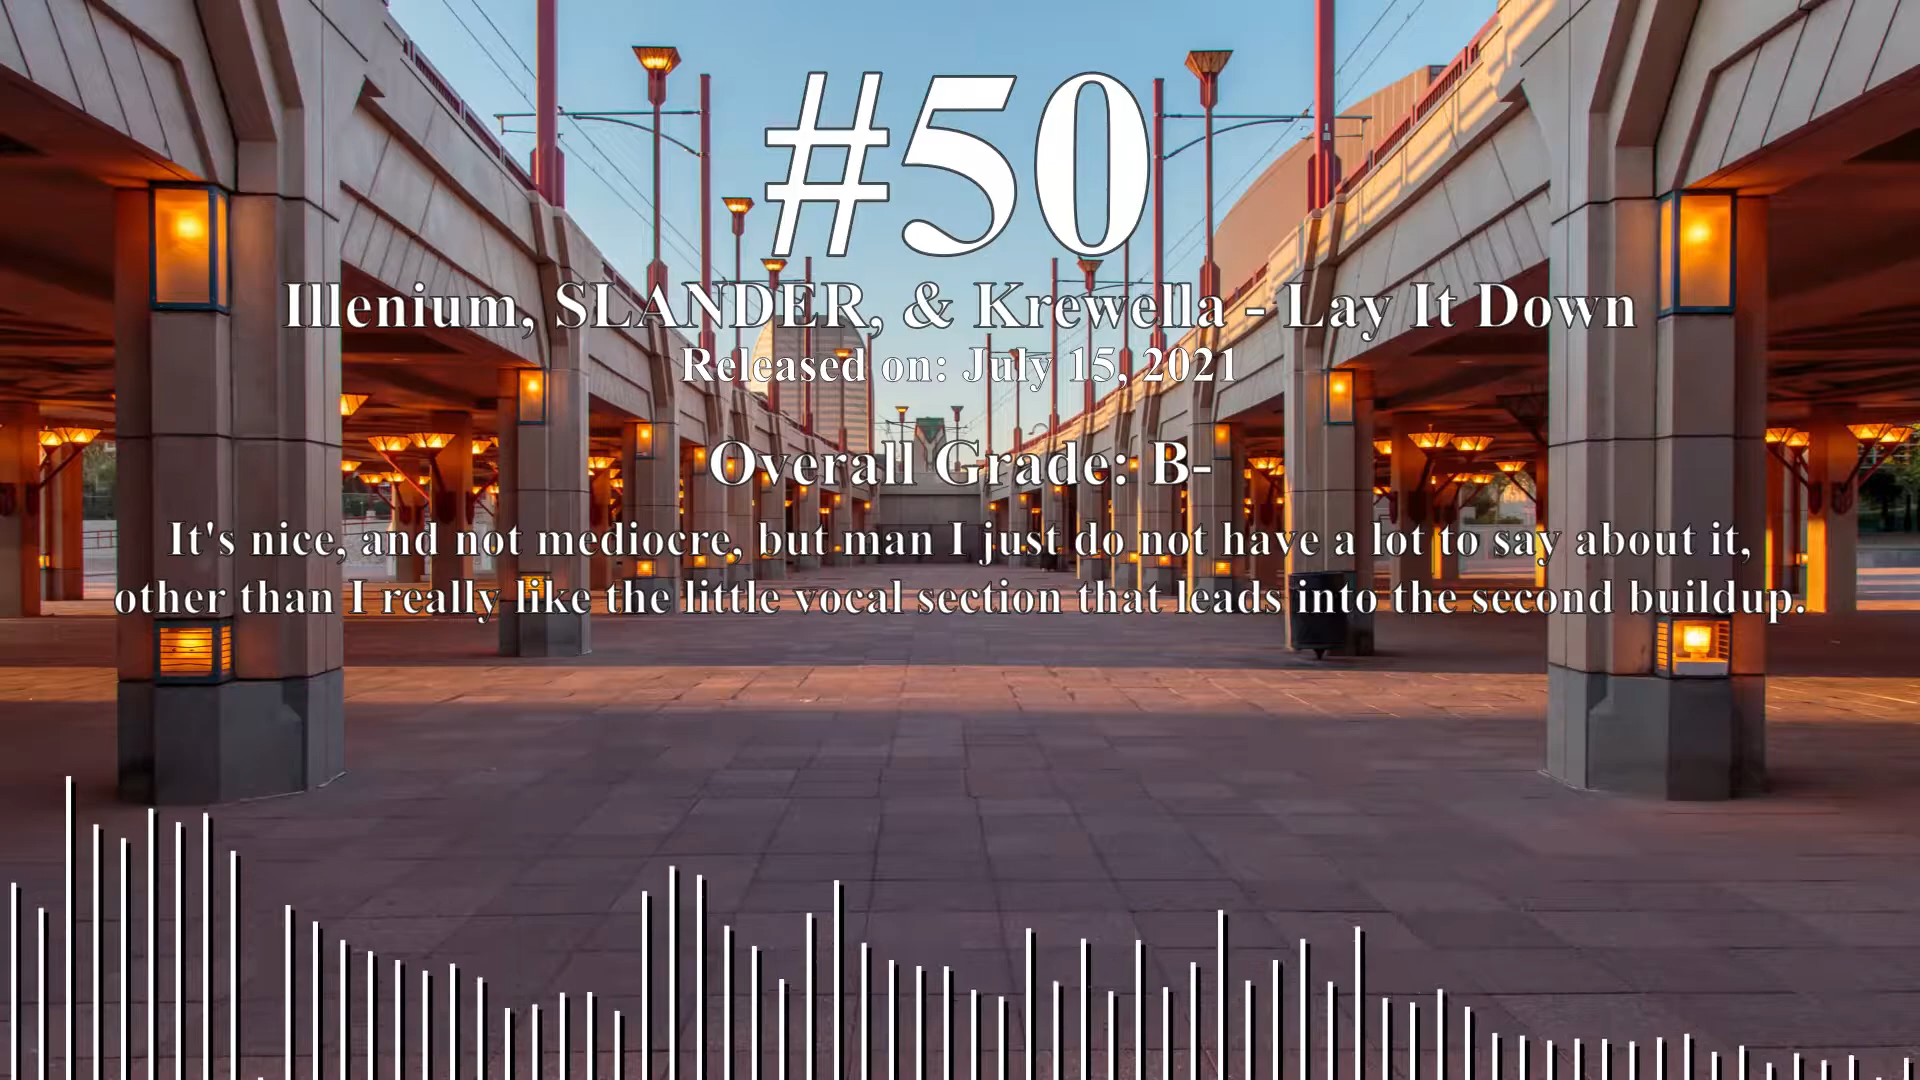 #50
Illenium, SLANDER, & Krewella - Lay It Down
Released on: July 15, 2021
Overall Grade: B-
It's nice, and not mediocre, but man I just do not have a lot to say about it,
other than I really like the little vocal section that leads into the second buildup.